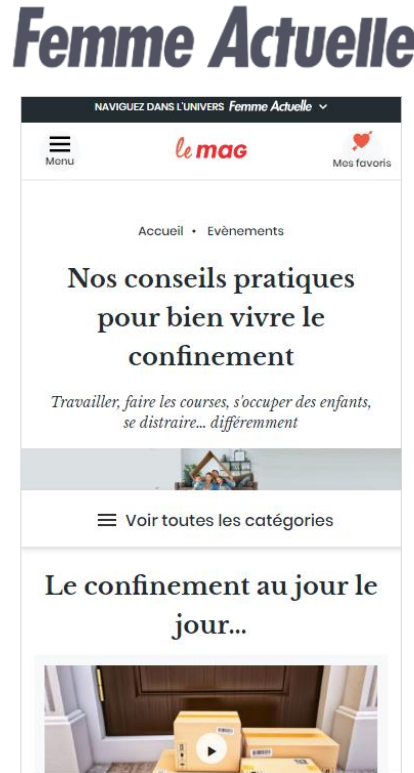 Femme Actuelle
NAVIGUEZ DANS L'UNIVERS Femme Actuelle
Menu
le maG
Mes favoris
Accueil • Evènements
Nos conseils pratiques
pour bien vivre le
confinement
Travailler, faire les courses, s'occuper des enfants,
se distraire... différemment
Voir toutes les catégories
Le confinement au jour le
jour...